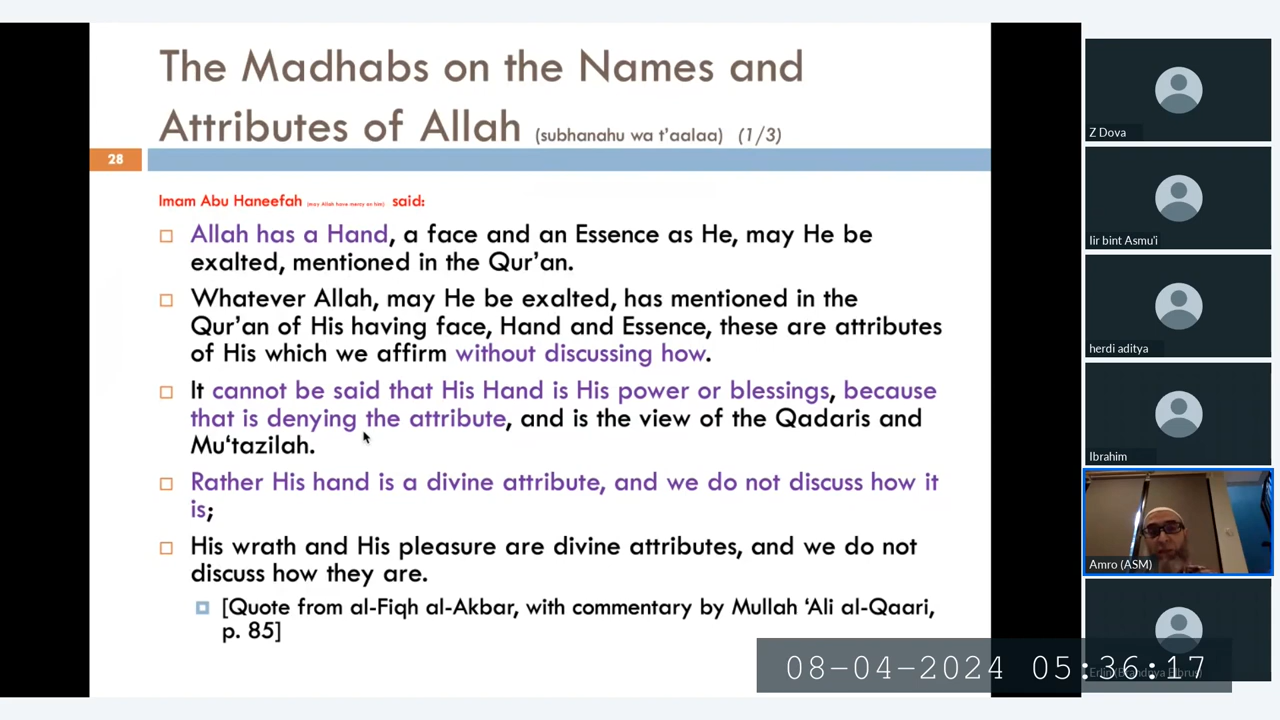 The Madhabs on the Names and
Attributes of Allah (subhanahu wa t'aalaa) (1/3)
28
Imam Abu Haneefah (may Allah have mercy on him) said:
Allah has a Hand, a face and an Essence as He, may He be
exalted, mentioned in the Qur'an.
Whatever Allah, may He be exalted, has mentioned in the
Qur'an of His having face, Hand and Essence, these are attributes
of His which we affirm without discussing how.
It cannot be said that His Hand is His power or blessings, because
that is denying the attribute, and is the view of the Qadaris and
Mu'tazilah.
Rather His hand is a divine attribute, and we do not discuss how it
is;
His wrath and His pleasure are divine attributes, and we do not
discuss how they are.
[Quote from al-Fiqh al-Akbar, with commentary by Mullah 'Ali al-Qaari,
p. 85]
Z Dova
Iir bint Asmu'i
herdi aditya
Ibrahim
Amro (ASM)
08-04-2024 05:36:17